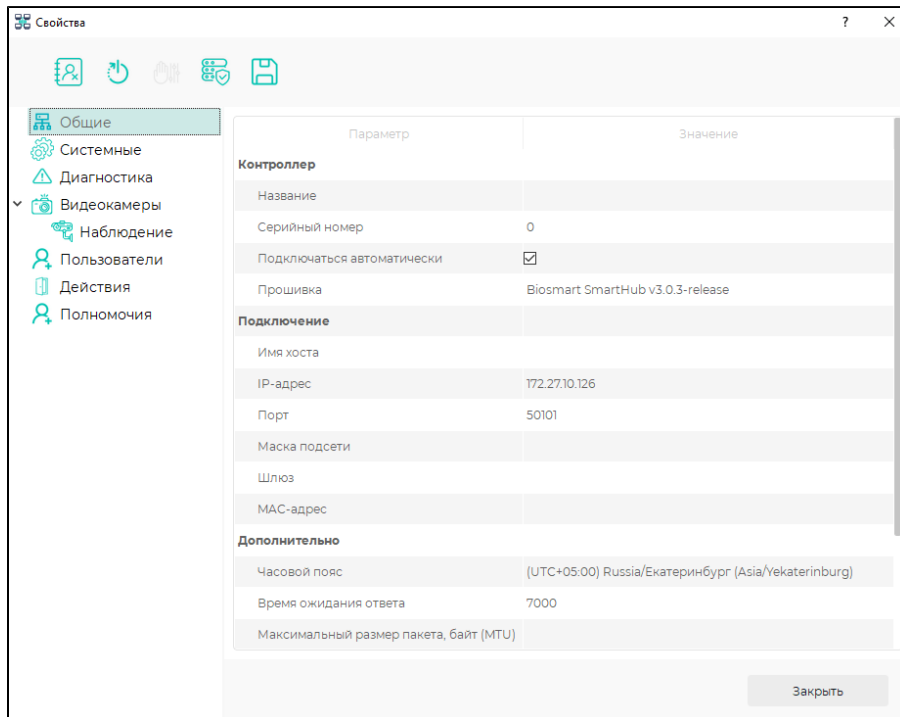 Свойства
?
Общие
Системные
Диагностика
Видеокамеры
Наблюдение
Пользователи
Действия
Полномочия
Параметр Значение
Контроллер
Название
Серийный номер 0
Подключаться автоматически
Прошивка Biosmart SmartHub v3.0.3-release
Подключение
Имя хоста
IP-адрес 172.27.10.126
Порт 50101
Маска подсети
Шлюз
MAC-адрес
Дополнительно
Часовой пояс (UTC+05:00) Russia/Екатеринбург (Asia/Yekaterinburg)
Время ожидания ответа 7000
Максимальный размер пакета, байт (MTU)
Закрыть